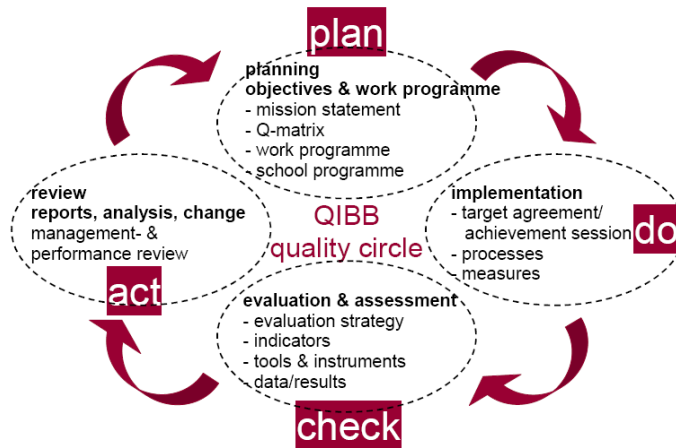 plan
planning
objectives & work programme
- mission statement
- Q-matrix
- work programme
- school programme
review
reports, analysis, change
management- &
performance review
act
QIBB
quality circle
implementation
- target agreement/
achievement session
- processes
- measures
do
evaluation & assessment
- evaluation strategy
- indicators
- tools & instruments
- data/results
check